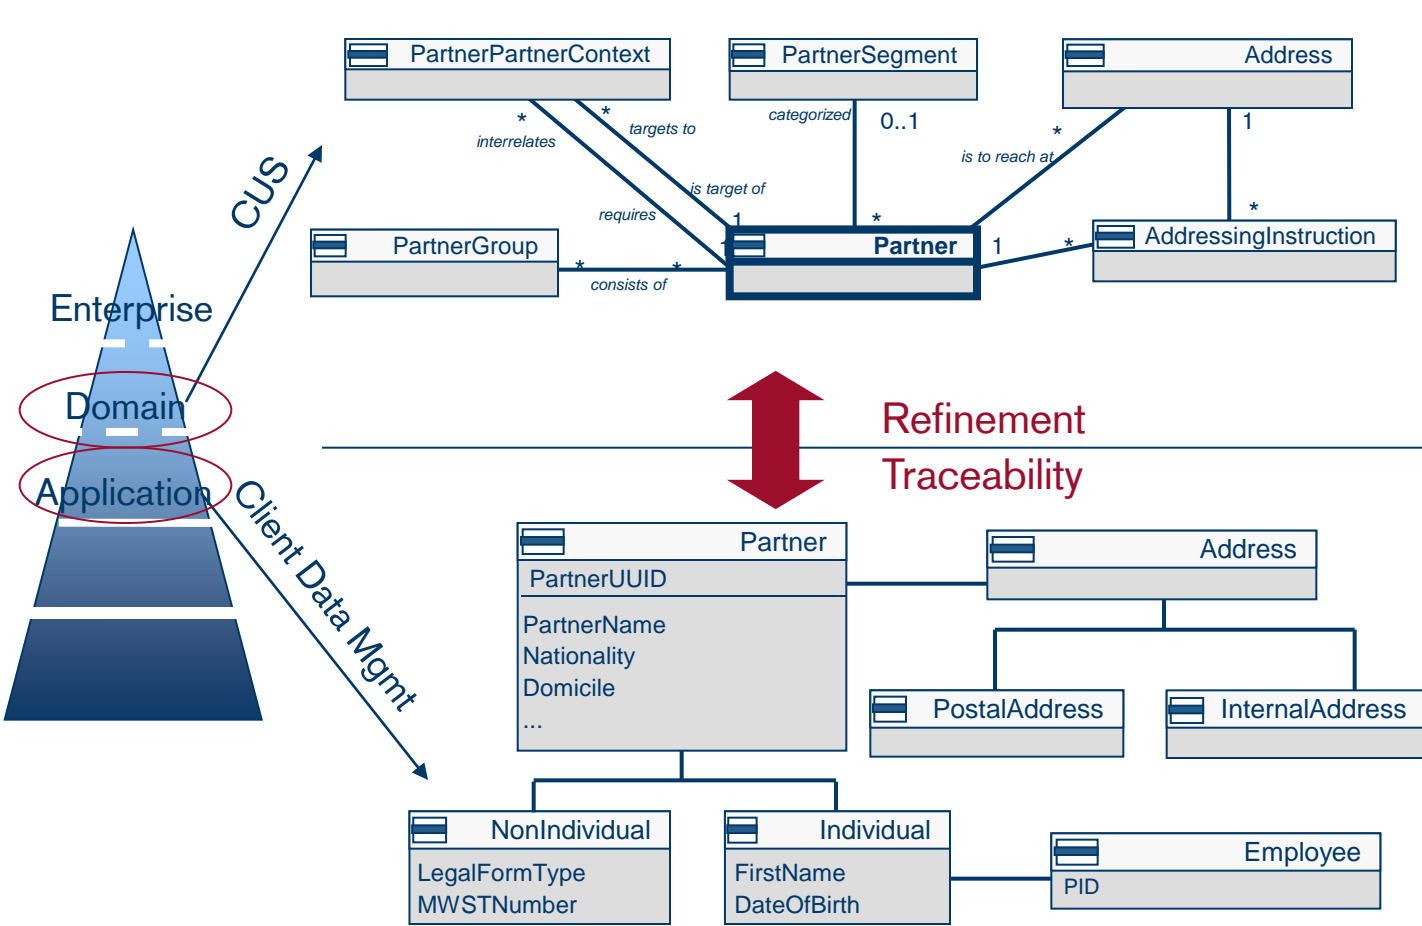 PartnerPartnerContext
PartnerSegment
Address
*
*
targets to
interrelates
categorized
0..1
*
is to reach at
1
CUS
is target of
requires
1
*
*
PartnerGroup
1
Partner
1
*
AddressingInstruction
*
*
consists of
Enterprise
Domain
Application
Refinement
Traceability
Client Data Mgmt
Partner
PartnerUUID
PartnerName
Nationality
Domicile
...
Address
PostalAddress
InternalAddress
NonIndividual
LegalFormType
MWSTNumber
Individual
FirstName
DateOfBirth
Employee
PID